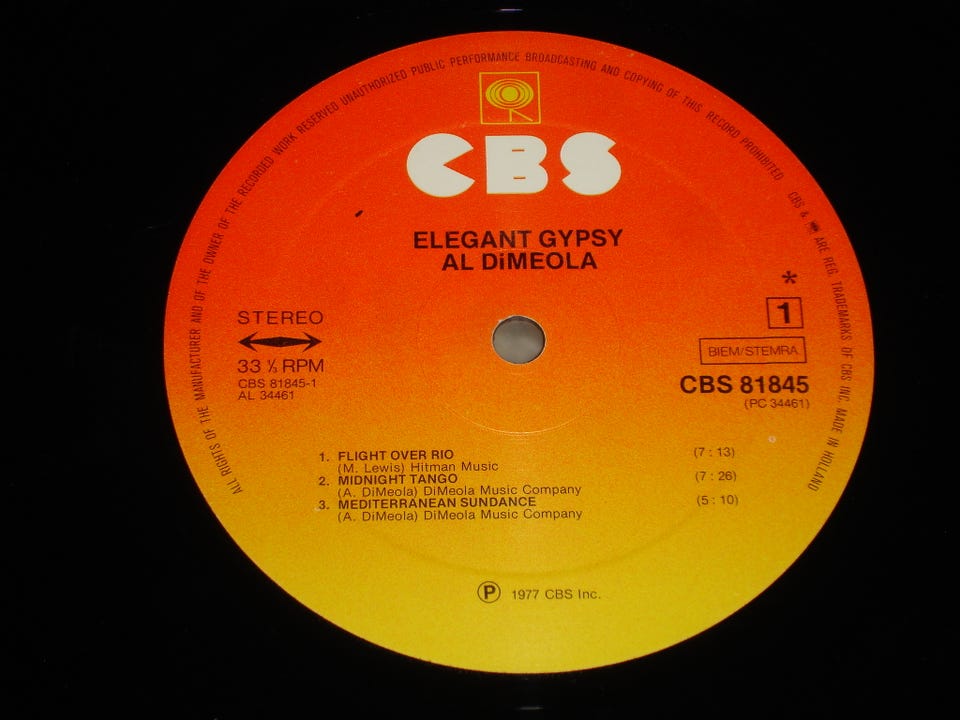 ALL RIGHTS OF THE MANUFACTURER AND OF THE OWNER OF THE RECORDED WORK RESERVED UNAUTHORIZED PUBLIC PERFORMANCE BROADCASTING AND COPYING OF THIS RECORD PROHIBITED CBS & ARE REG. TRADEMARKS OF CBS INC. MADE IN HOLLAND
CBS
ELEGANT GYPSY
AL DiMEOLA
*
STEREO
1
33 ⅓ RPM
BIEM/STEMRA
CBS 81845-1
CBS 81845
AL 34461
(PC 34461)
1. FLIGHT OVER RIO (7 : 13)
(M. Lewis) Hitman Music
2. MIDNIGHT TANGO (7 : 26)
(A. DiMeola) DiMeola Music Company
3. MEDITERRANEAN SUNDANCE (5 : 10)
(A. DiMeola) DiMeola Music Company
℗ 1977 CBS Inc.